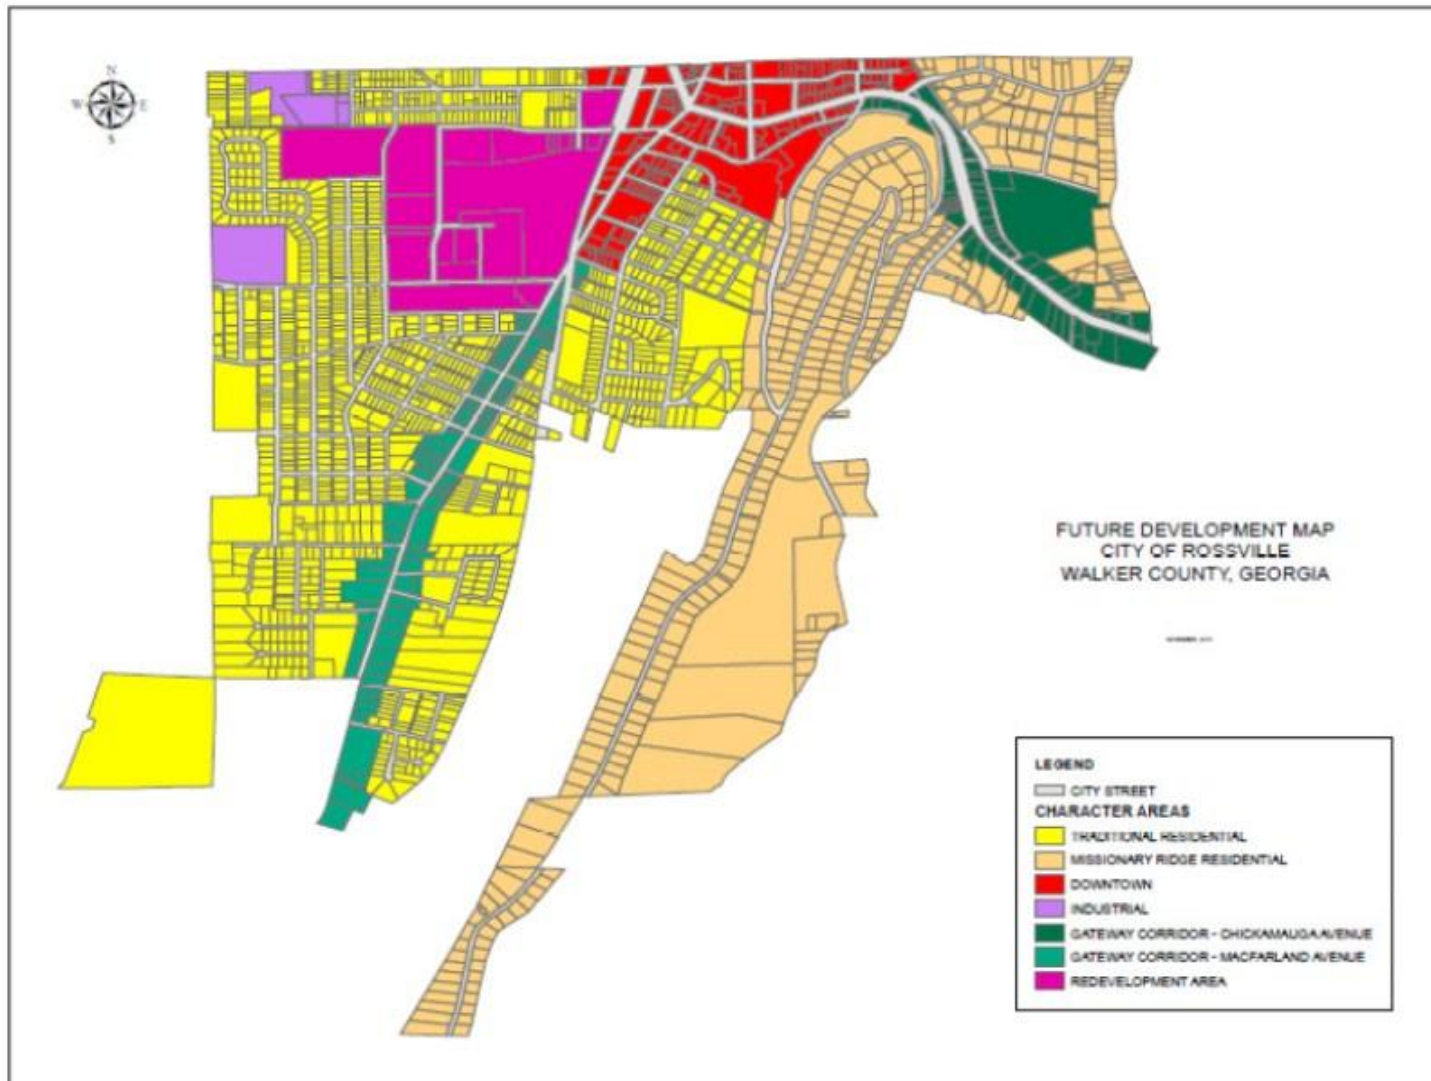 N
W E
S
FUTURE DEVELOPMENT MAP
CITY OF ROSSVILLE
WALKER COUNTY, GEORGIA
LEGEND
CITY STREET
CHARACTER AREAS
TRADITIONAL RESIDENTIAL
MISSIONARY RIDGE RESIDENTIAL
DOWNTOWN
INDUSTRIAL
GATEWAY CORRIDOR - CHICKAMAUGA AVENUE
GATEWAY CORRIDOR - MACFARLAND AVENUE
REDEVELOPMENT AREA